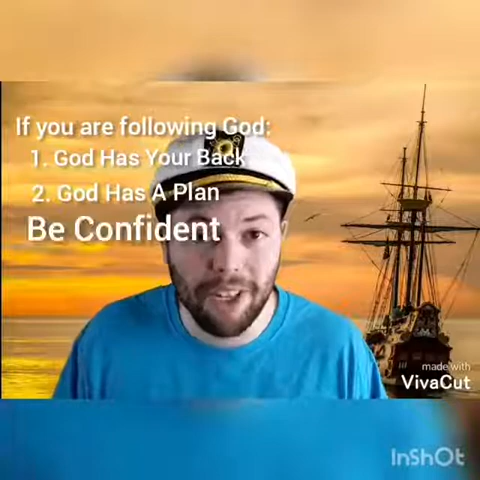 If you are following God:
1. God Has Your Back
2. God Has A Plan
Be Confident
made with
VivaCut
InShOt